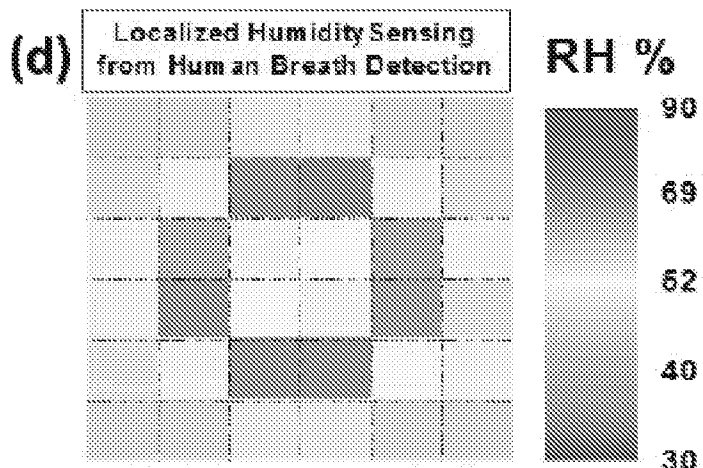 (d)
Localized Humidity Sensing
from Human Breath Detection
RH %
90
69
52
40
30